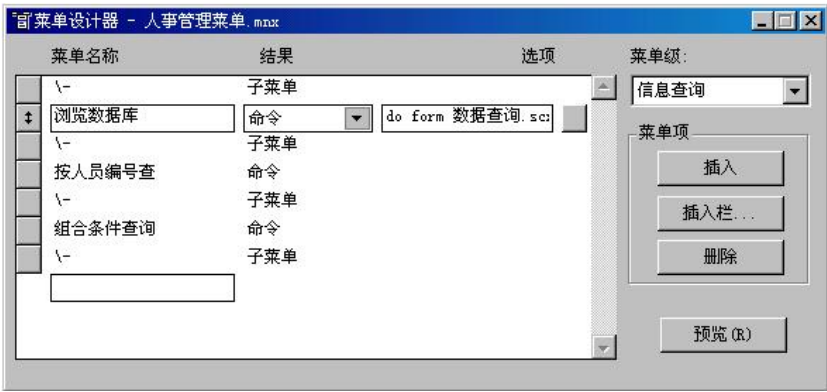 菜单设计器 - 人事管理菜单.mnx
菜单名称 结果 选项 菜单级:
\- 子菜单 信息查询
浏览数据库 命令 do form 数据查询.sc
\- 子菜单 菜单项
按人员编号查 命令 插入
\- 子菜单 插入栏...
组合条件查询 命令
\- 子菜单 删除
预览(R)